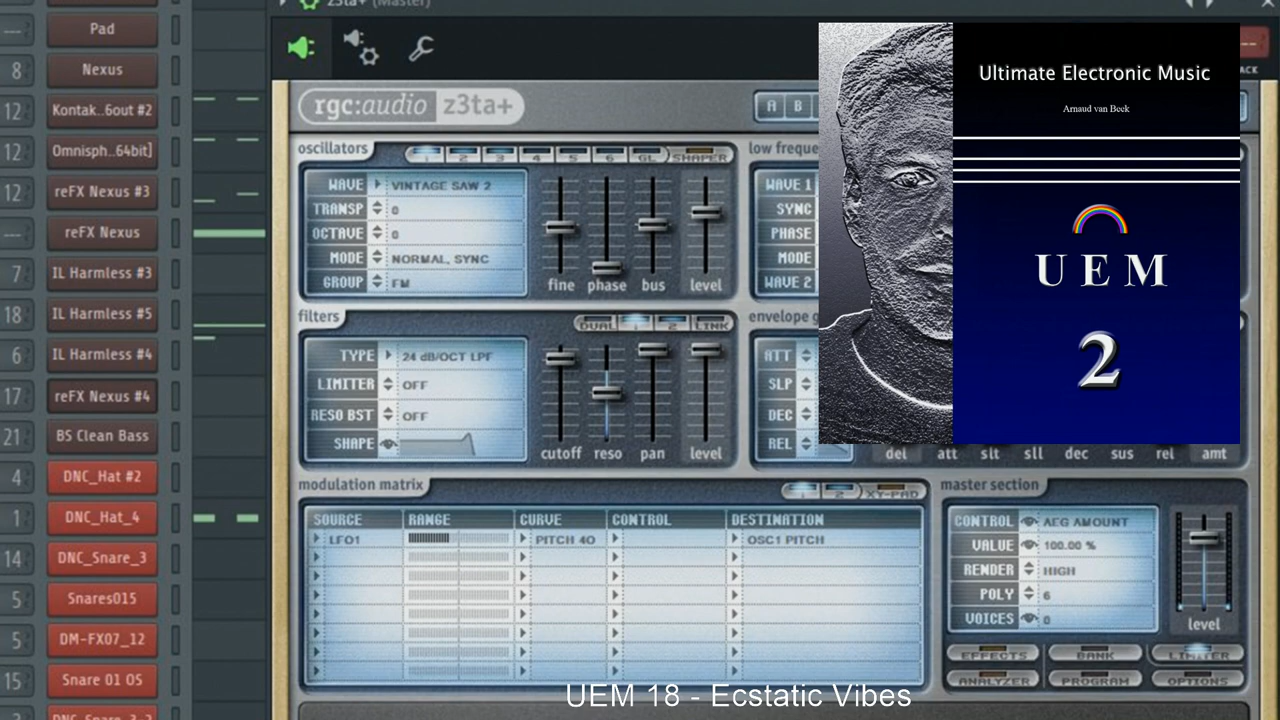 z3ta+ (Master)
Pad
8 Nexus
12 Kontak..6out #2
12 Omnisph..64bit]
12 reFX Nexus #3
--- reFX Nexus
7 IL Harmless #3
18 IL Harmless #5
6 IL Harmless #4
17 reFX Nexus #4
21 BS Clean Bass
4 DNC_Hat #2
1 DNC_Hat_4
14 DNC_Snare_3
5 Snares015
5 DM-FX07_12
15 Snare 01 OS
DNC_Snare_3_2
rgc:audio z3ta+
A B
oscillators
1 2 3 4 5 6 GL SHAPER
WAVE VINTAGE SAW 2
TRANSP 0
OCTAVE 0
MODE NORMAL, SYNC
GROUP FM
fine phase bus level
low freque
WAVE 1
SYNC
PHASE
MODE
WAVE 2
filters
DUAL 1 2 LINK
TYPE 24 dB/OCT LPF
LIMITER OFF
RESO BST OFF
SHAPE
cutoff reso pan level
envelope g
ATT
SLP
DEC
REL
del att slt sll dec sus rel amt
modulation matrix
1 2 XY-PAD
SOURCE RANGE CURVE CONTROL DESTINATION
LFO1 PITCH 40 OSC1 PITCH
master section
CONTROL AEG AMOUNT
VALUE 100.00 %
RENDER HIGH
POLY 6
VOICES 0
level
EFFECTS BANK LIMITER
ANALYZER PROGRAM OPTIONS
Ultimate Electronic Music
Arnaud van Beek
UEM
2
UEM 18 - Ecstatic Vibes